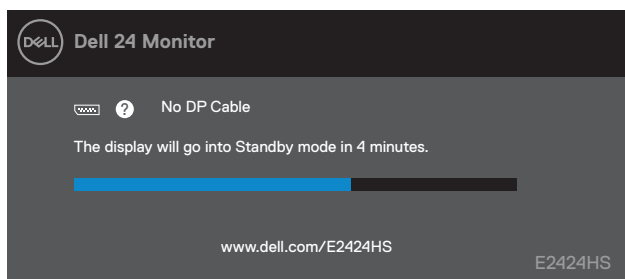 DELL
Dell 24 Monitor
? No DP Cable
The display will go into Standby mode in 4 minutes.
www.dell.com/E2424HS
E2424HS